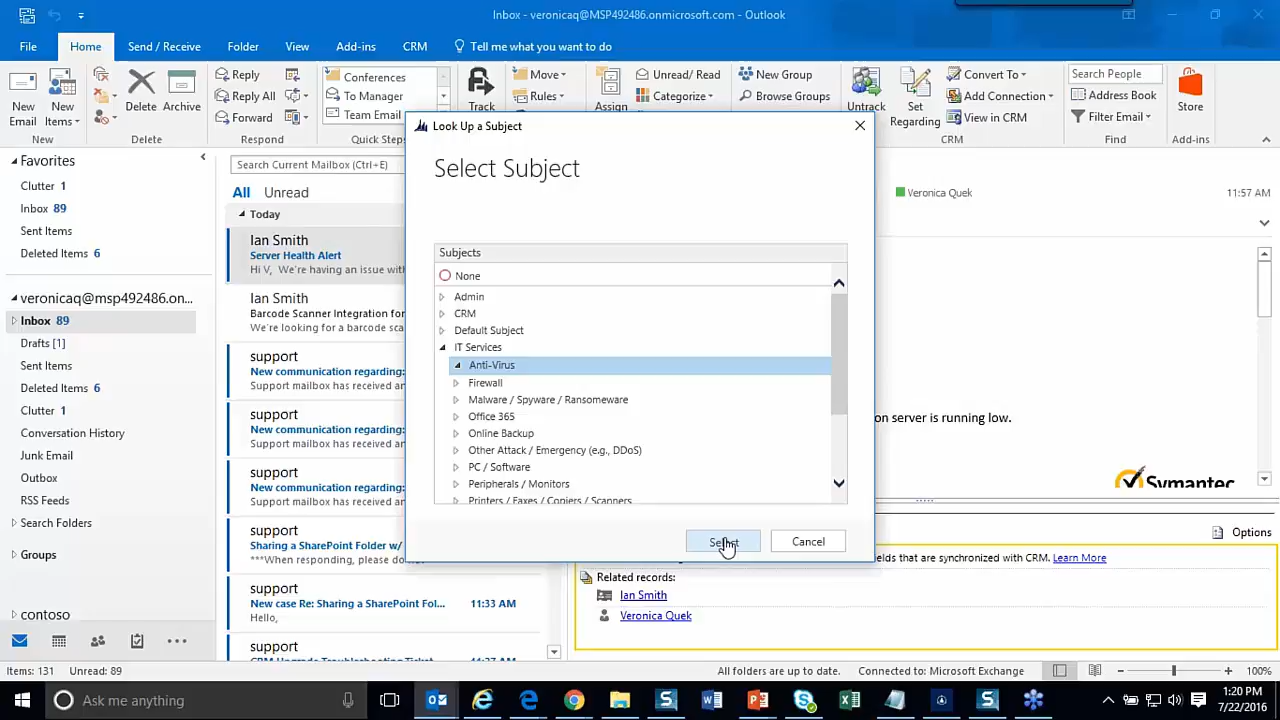 Inbox - veronicaq@MSP492486.onmicrosoft.com - Outlook
File Home Send / Receive Folder View Add-ins CRM Tell me what you want to do
New Email
New Items
New
Delete
Archive
Delete
Reply
Reply All
Forward
Respond
Conferences
To Manager
Team Email
Quick Steps
Move
Rules
Track
Assign
Unread/ Read
Categorize
New Group
Browse Groups
Untrack
Set Regarding
Convert To
Add Connection
View in CRM
CRM
Search People
Address Book
Filter Email
Find
Store
Add-ins
Favorites
Clutter 1
Inbox 89
Sent Items
Deleted Items 6
veronicaq@msp492486.on...
Inbox 89
Drafts [1]
Sent Items
Deleted Items 6
Clutter 1
Conversation History
Junk Email
Outbox
RSS Feeds
Search Folders
Groups
contoso
Search Current Mailbox (Ctrl+E)
All Unread
Today
Ian Smith
Server Health Alert
Hi V, We're having an issue with
Ian Smith
Barcode Scanner Integration for
We're looking for a barcode sca
support
New communication regarding:
Support mailbox has received an
support
New communication regarding:
Support mailbox has received an
support
New communication regarding:
Support mailbox has received an
support
Sharing a SharePoint Folder w/
***When responding, please do
support
New case Re: Sharing a SharePoint Fol... 11:33 AM
Hello,
support
CRM Upgrade Troubleshooting Ticket
Look Up a Subject
Select Subject
Subjects
None
Admin
CRM
Default Subject
IT Services
Anti-Virus
Firewall
Malware / Spyware / Ransomeware
Office 365
Online Backup
Other Attack / Emergency (e.g., DDoS)
PC / Software
Peripherals / Monitors
Printers / Faxes / Copiers / Scanners
Select Cancel
Veronica Quek 11:57 AM
on server is running low.
Symantec
Options
elds that are synchronized with CRM. Learn More
Related records:
Ian Smith
Veronica Quek
Items: 131 Unread: 89 All folders are up to date. Connected to: Microsoft Exchange 100%
Ask me anything
1:20 PM
7/22/2016